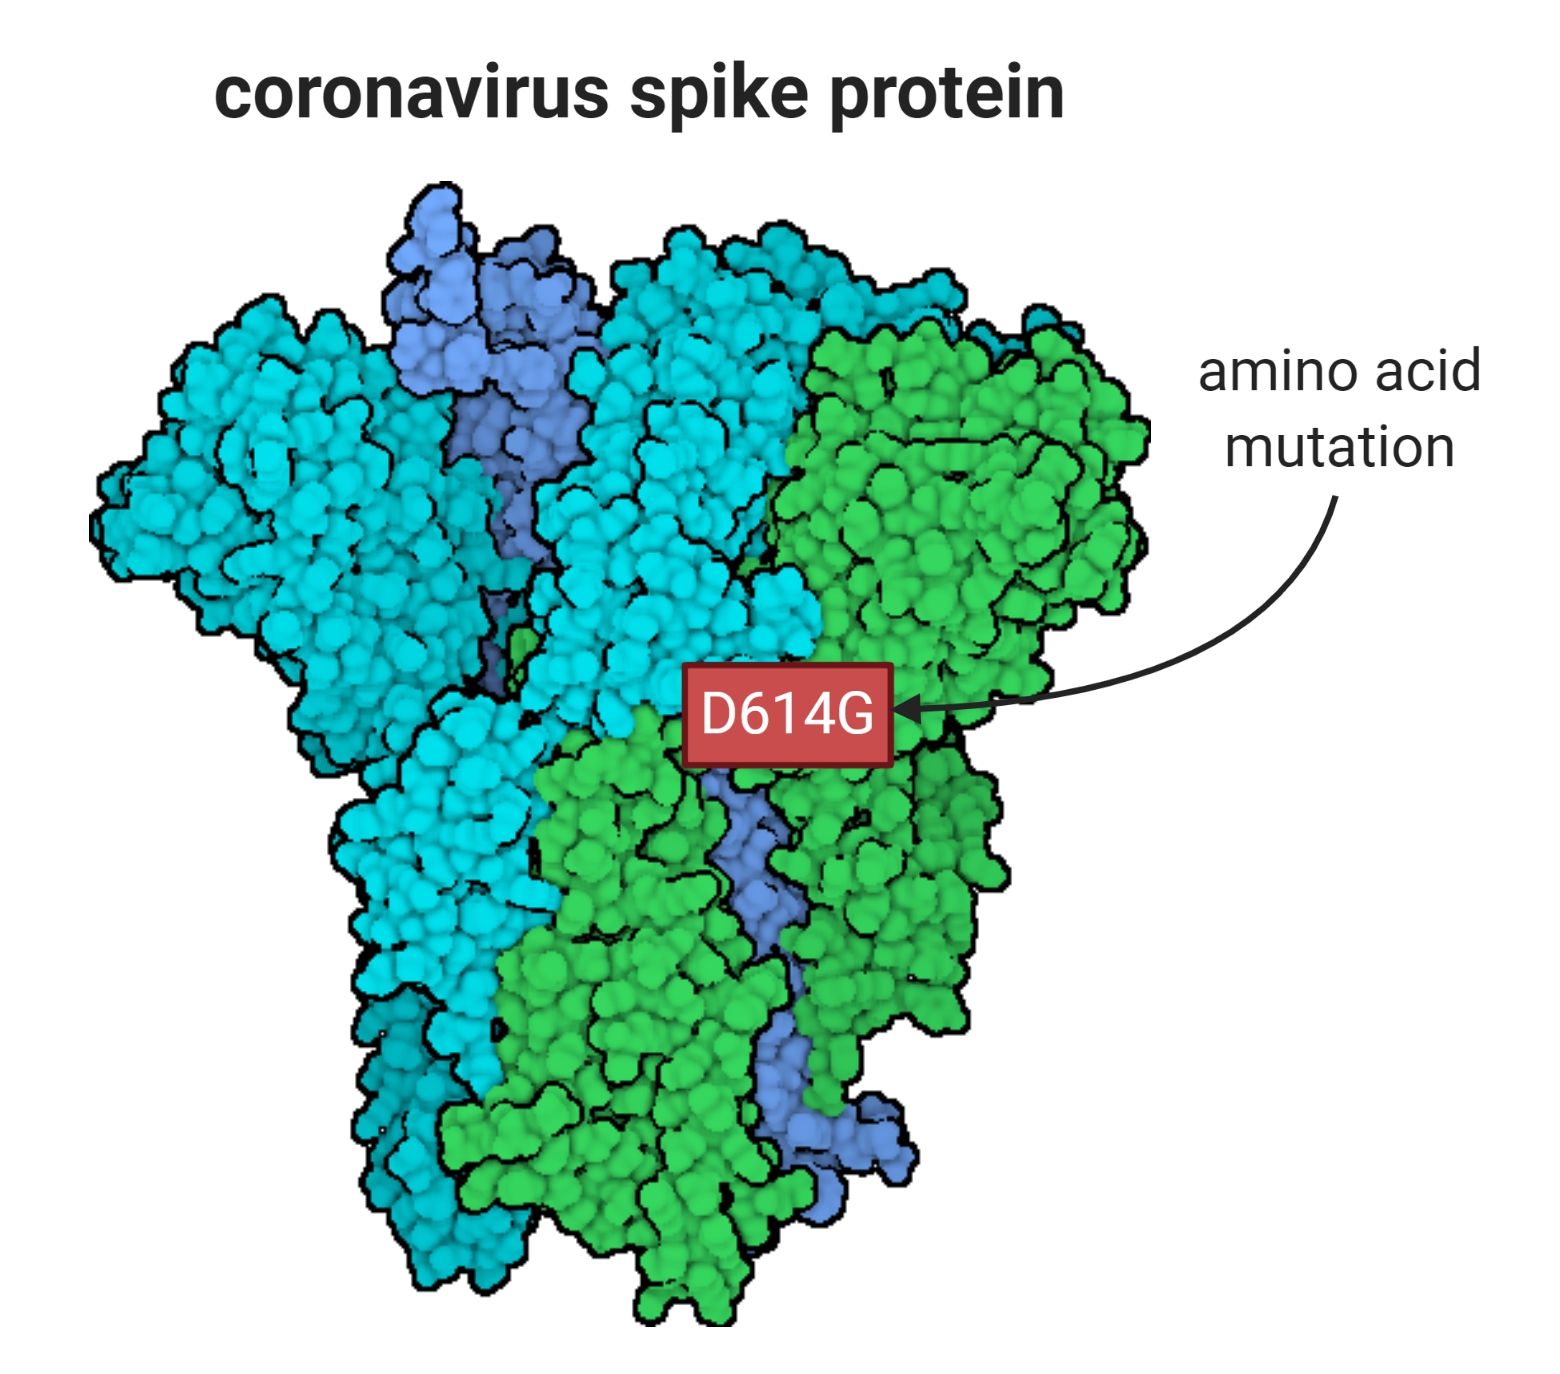 coronavirus spike protein
amino acid
mutation
D614G